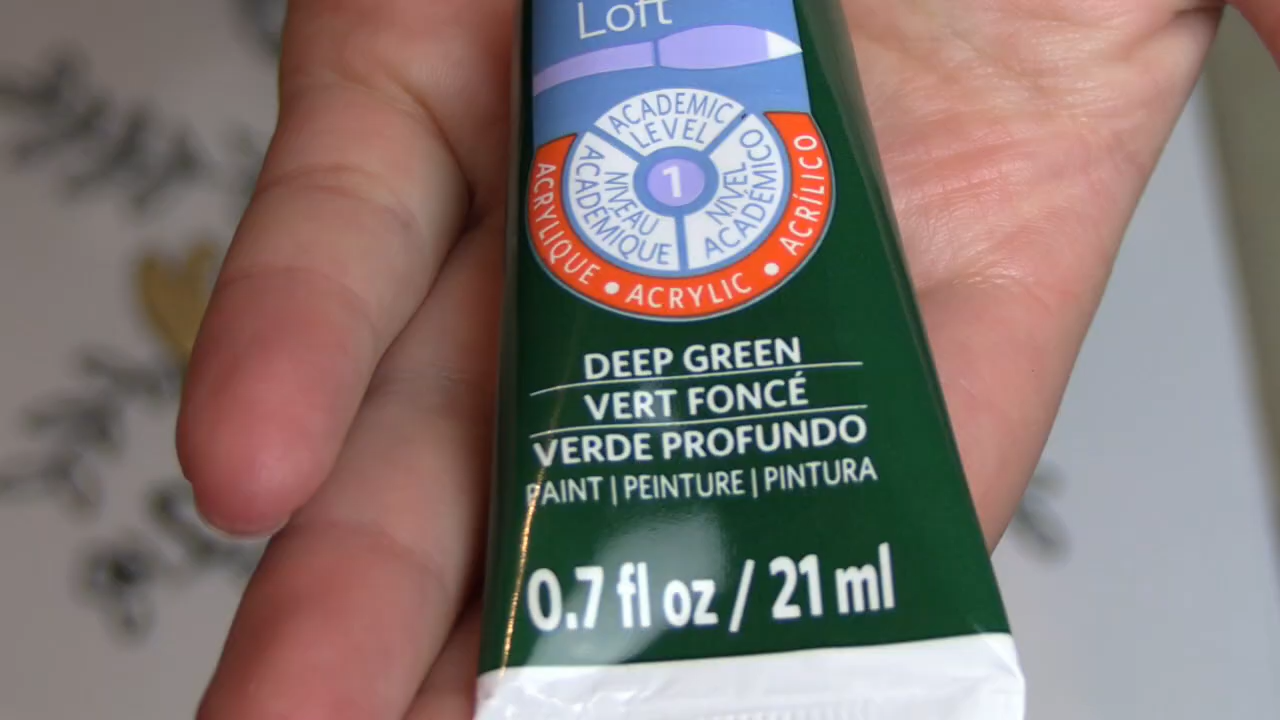 Loft
ACADEMIC
LEVEL
NIVEAU
ACADEMIQUE
NIVEL
ACADÉMICO
1
ACRYLIQUE • ACRYLIC • ACRÍLICO
DEEP GREEN
VERT FONCÉ
VERDE PROFUNDO
PAINT | PEINTURE | PINTURA
0.7 fl oz / 21 ml